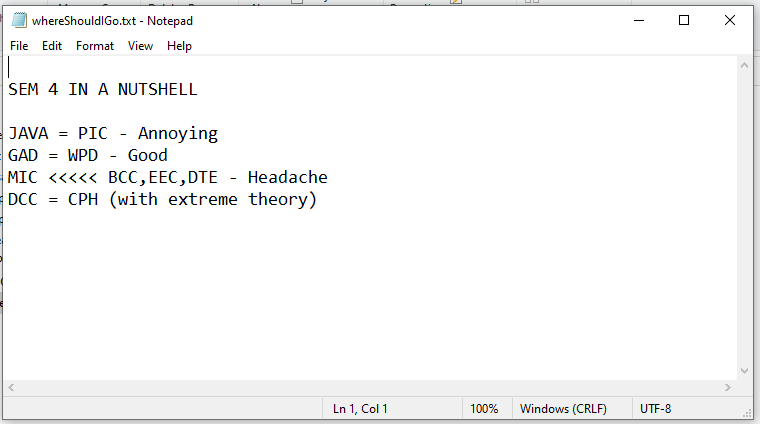 whereShouldIGo.txt - Notepad
File Edit Format View Help
SEM 4 IN A NUTSHELL
JAVA = PIC - Annoying
GAD = WPD - Good
MIC <<<<< BCC,EEC,DTE - Headache
DCC = CPH (with extreme theory)
Ln 1, Col 1 100% Windows (CRLF) UTF-8